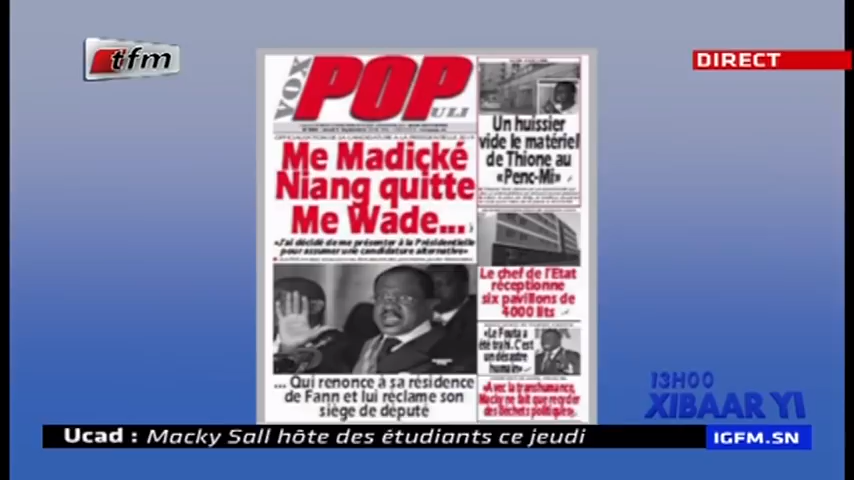 tfm
DIRECT
VOX
POP
ULI
Me Madické
Niang quitte
Me Wade...
«J'ai décidé de me présenter à la Présidentielle
pour assumer une candidature alternative»
... Qui renonce à sa résidence
de Fann et lui réclame son
siège de député
Un huissier
vide le matériel
de Thione au
«Penc-Mi»
Le chef de l'Etat
réceptionne
six pavillons de
4000 lits
«Le Fouta a
été trahi. C'est
un désastre
humain»
«Avec la transhumance,
Macky ne fait que recycler
des Déchets politiques»
13H00
XIBAAR YI
Ucad : Macky Sall hôte des étudiants ce jeudi
IGFM.SN